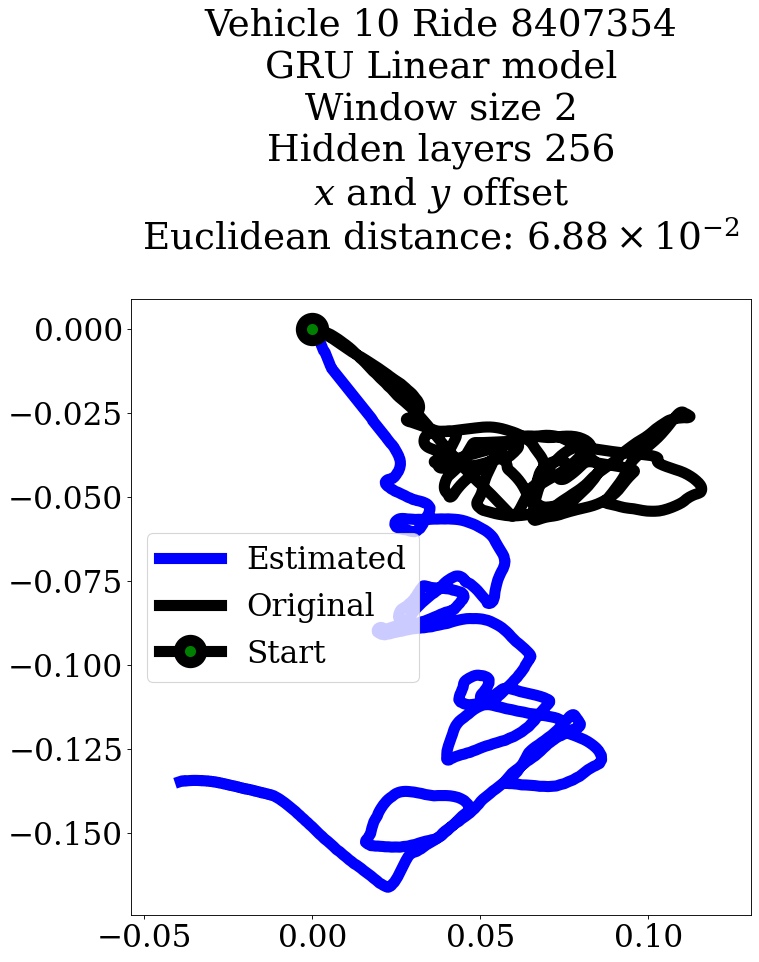 Vehicle 10 Ride 8407354
GRU Linear model
Window size 2
Hidden layers 256
x and y offset
Euclidean distance: 6.88 × 10⁻²
0.000
−0.025
−0.050
−0.075
−0.100
−0.125
−0.150
Estimated
Original
Start
−0.05 0.00 0.05 0.10